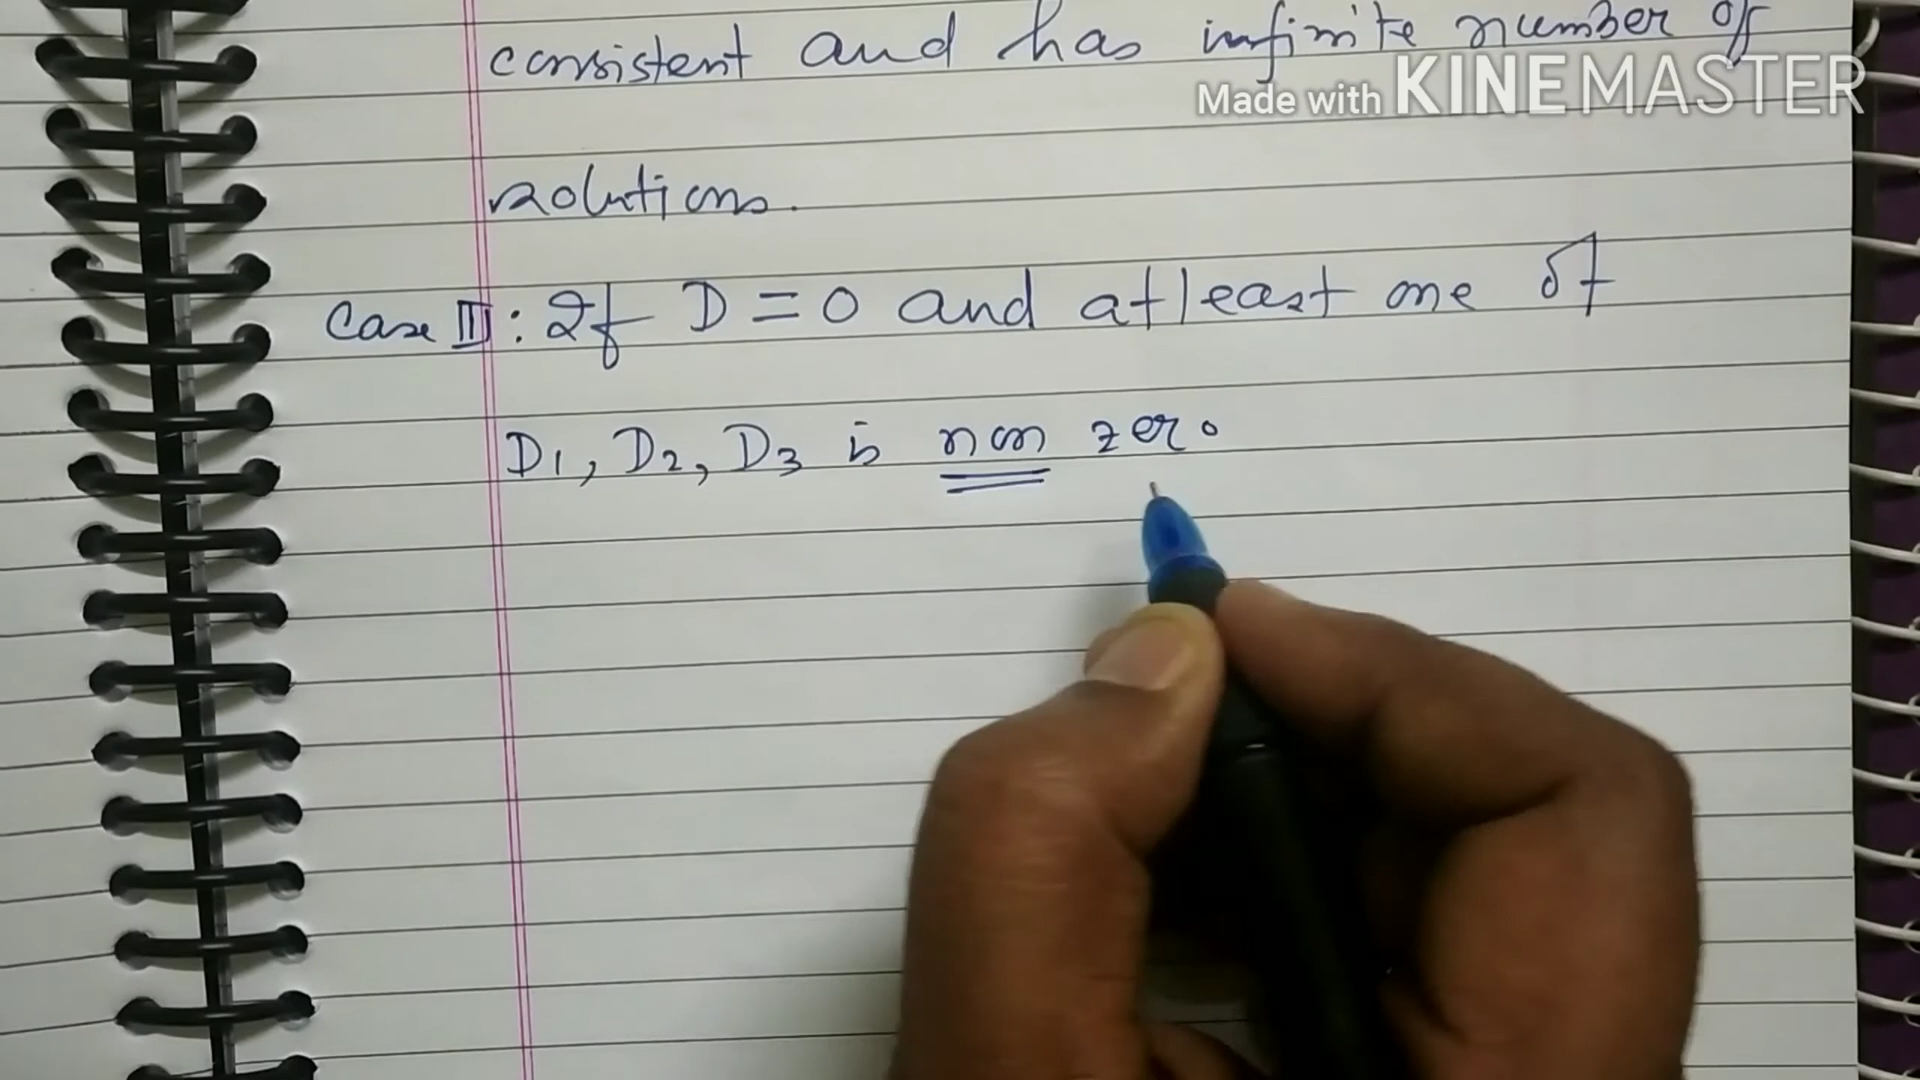 consistent and has infinite number of
Made with KINEMASTER
solutions.
Case III: If D = 0 and atleast one of
D1, D2, D3 is non zero